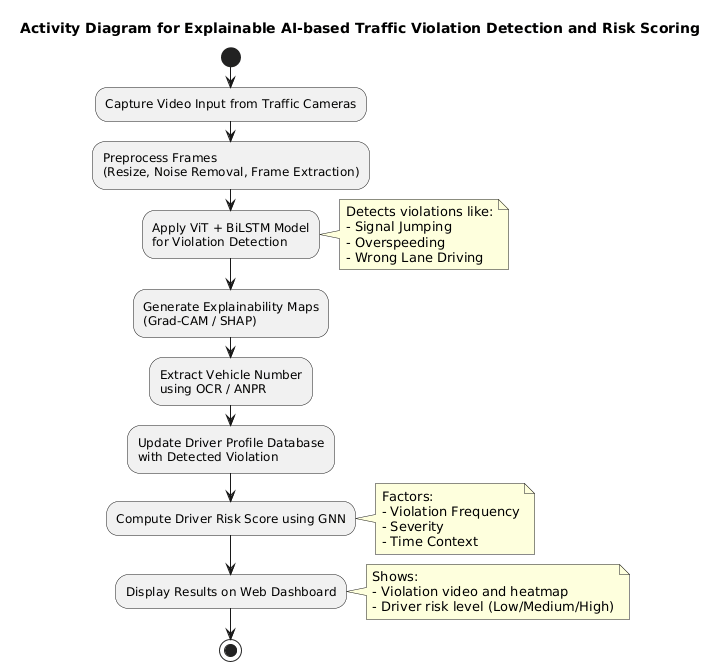 Activity Diagram for Explainable AI-based Traffic Violation Detection and Risk Scoring
Capture Video Input from Traffic Cameras
Preprocess Frames
(Resize, Noise Removal, Frame Extraction)
Apply ViT + BiLSTM Model
for Violation Detection
Detects violations like:
- Signal Jumping
- Overspeeding
- Wrong Lane Driving
Generate Explainability Maps
(Grad-CAM / SHAP)
Extract Vehicle Number
using OCR / ANPR
Update Driver Profile Database
with Detected Violation
Compute Driver Risk Score using GNN
Factors:
- Violation Frequency
- Severity
- Time Context
Display Results on Web Dashboard
Shows:
- Violation video and heatmap
- Driver risk level (Low/Medium/High)